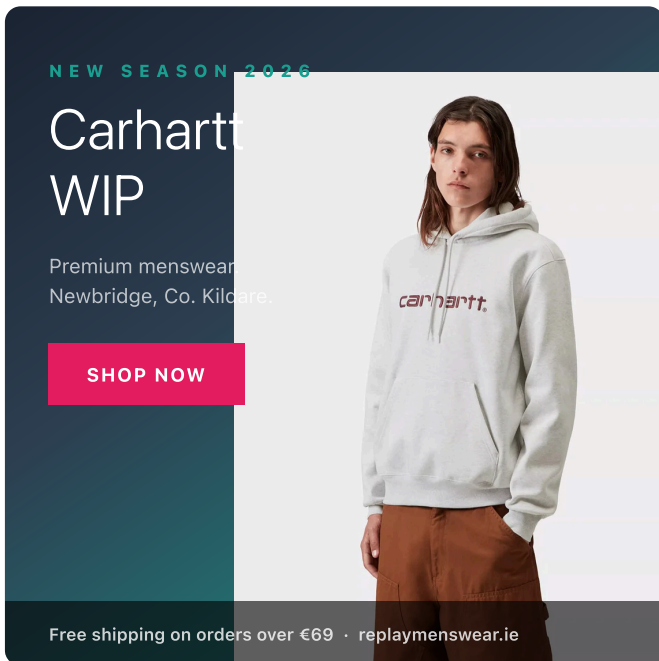 NEW SEASON 2026
Carhartt
WIP
Premium menswear.
Newbridge, Co. Kildare.
carhartt.
SHOP NOW
Free shipping on orders over €69 · replaymenswear.ie